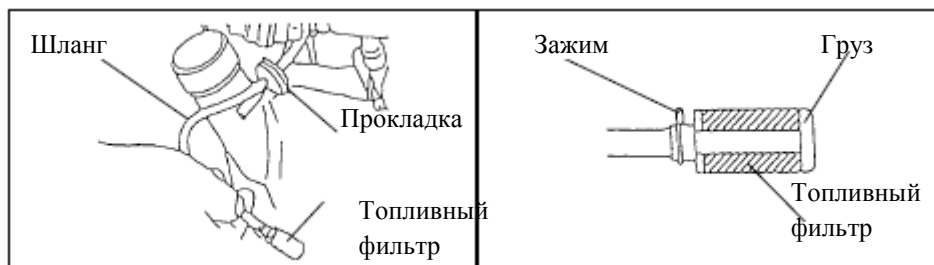 Шланг
Прокладка
Топливный
фильтр
Зажим
Груз
Топливный
фильтр